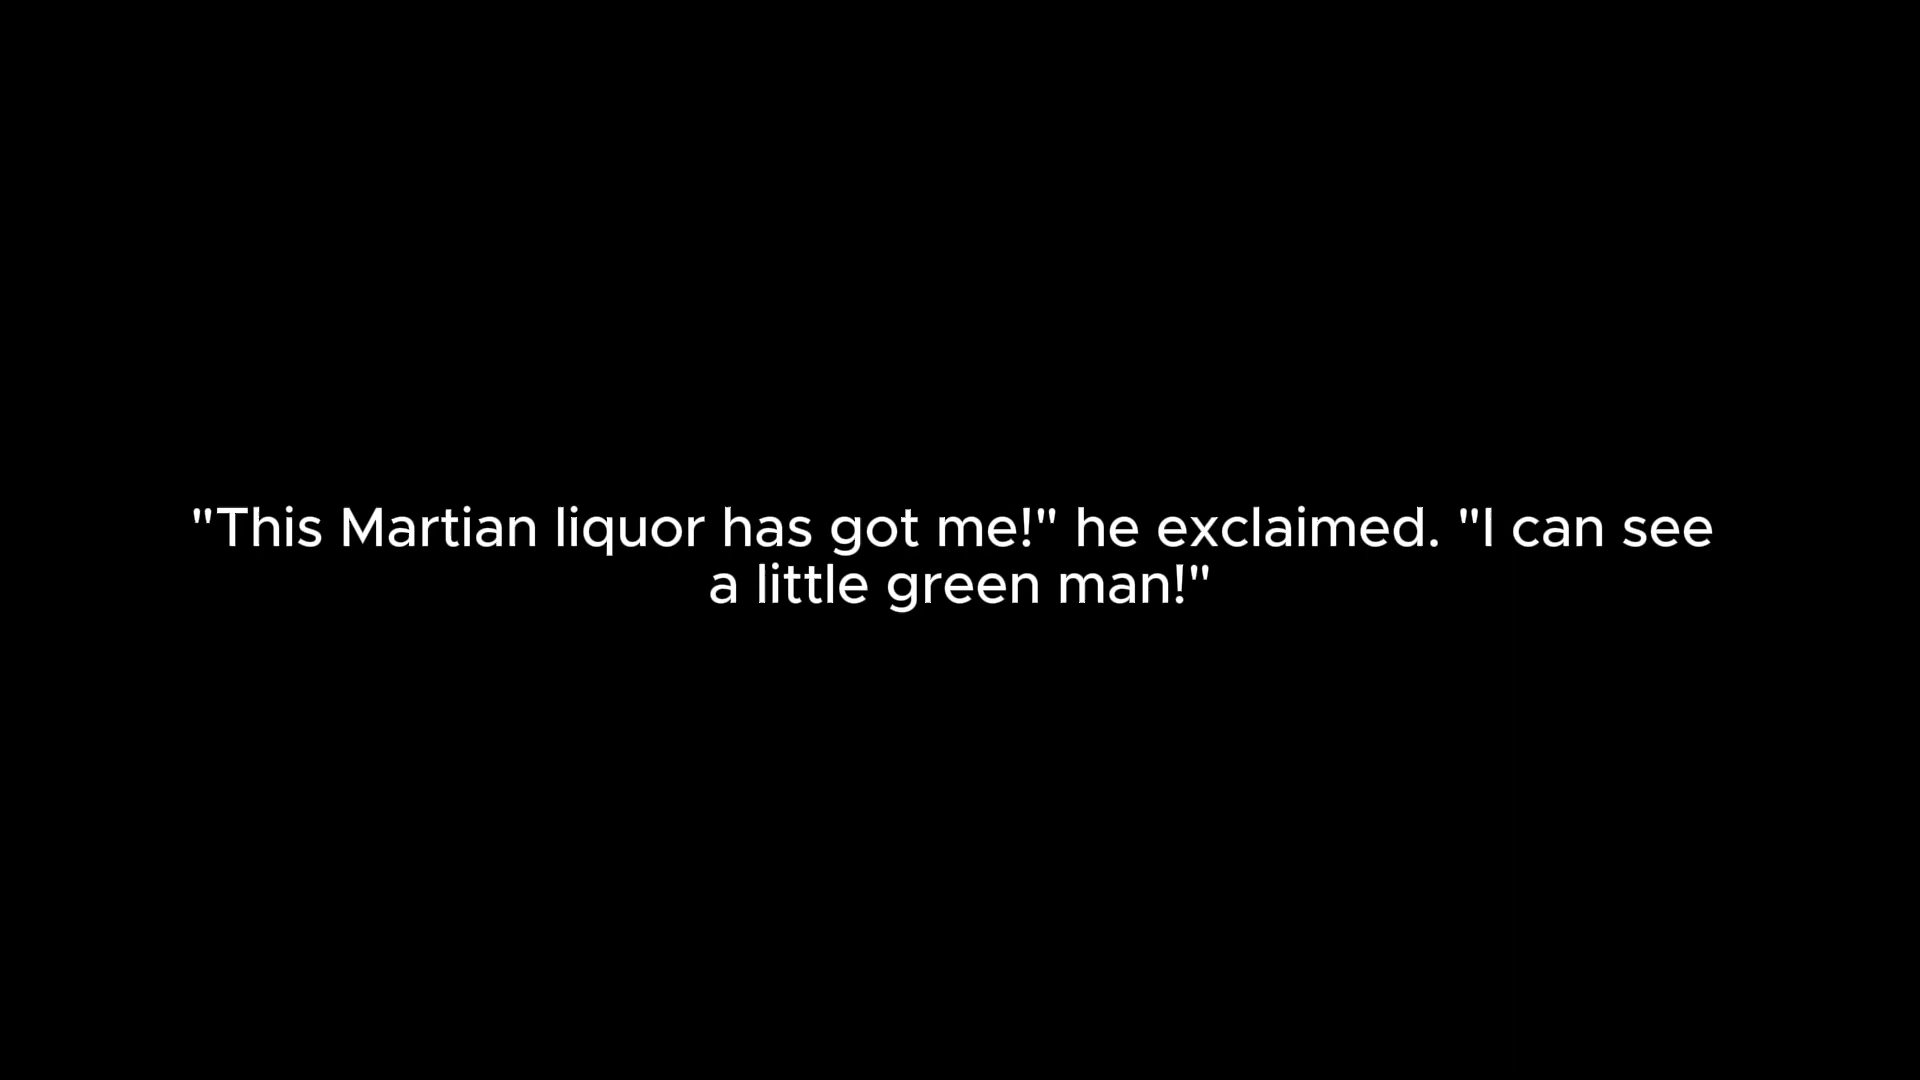 "This Martian liquor has got me!" he exclaimed. "I can see
a little green man!"